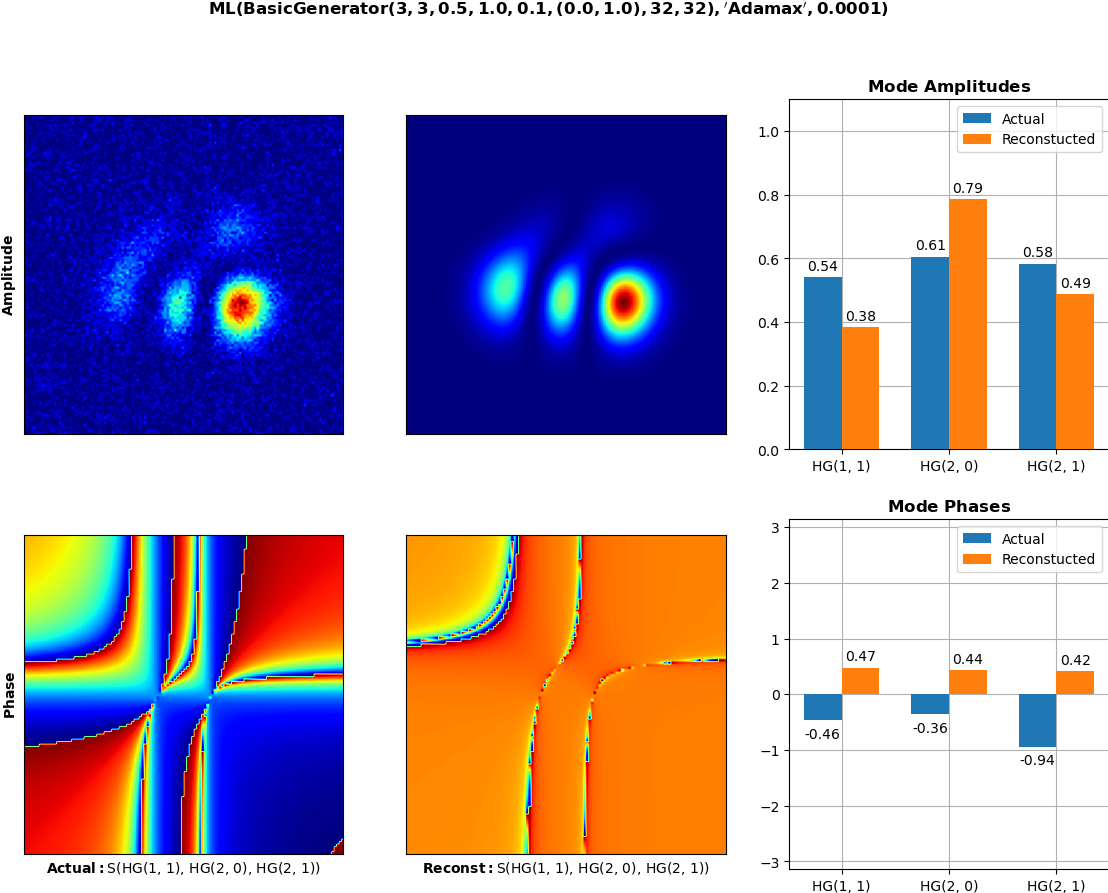 ML(BasicGenerator(3, 3, 0.5, 1.0, 0.1, (0.0, 1.0), 32, 32), ′Adamax′, 0.0001)
Amplitude
Mode Amplitudes
Actual
Reconstucted
1.0
0.8
0.6
0.4
0.2
0.0
0.54
0.38
0.61
0.79
0.58
0.49
HG(1, 1)
HG(2, 0)
HG(2, 1)
Phase
Actual: S(HG(1, 1), HG(2, 0), HG(2, 1))
Reconst: S(HG(1, 1), HG(2, 0), HG(2, 1))
Mode Phases
Actual
Reconstucted
3
2
1
0
−1
−2
−3
-0.46
0.47
-0.36
0.44
-0.94
0.42
HG(1, 1)
HG(2, 0)
HG(2, 1)